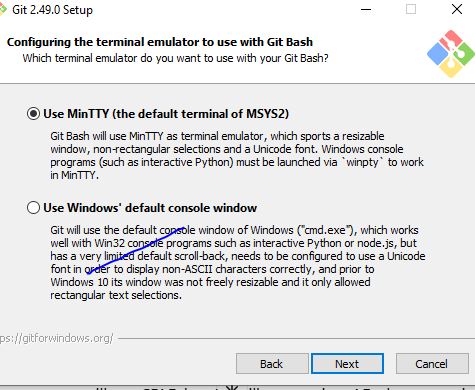 Git 2.49.0 Setup
Configuring the terminal emulator to use with Git Bash
Which terminal emulator do you want to use with your Git Bash?
Use MinTTY (the default terminal of MSYS2)
Git Bash will use MinTTY as terminal emulator, which sports a resizable
window, non-rectangular selections and a Unicode font. Windows console
programs (such as interactive Python) must be launched via `winpty` to work
in MinTTY.
Use Windows' default console window
Git will use the default console window of Windows ("cmd.exe"), which works
well with Win32 console programs such as interactive Python or node.js, but
has a very limited default scroll-back, needs to be configured to use a Unicode
font in order to display non-ASCII characters correctly, and prior to
Windows 10 its window was not freely resizable and it only allowed
rectangular text selections.
ps://gitforwindows.org/
Back
Next
Cancel